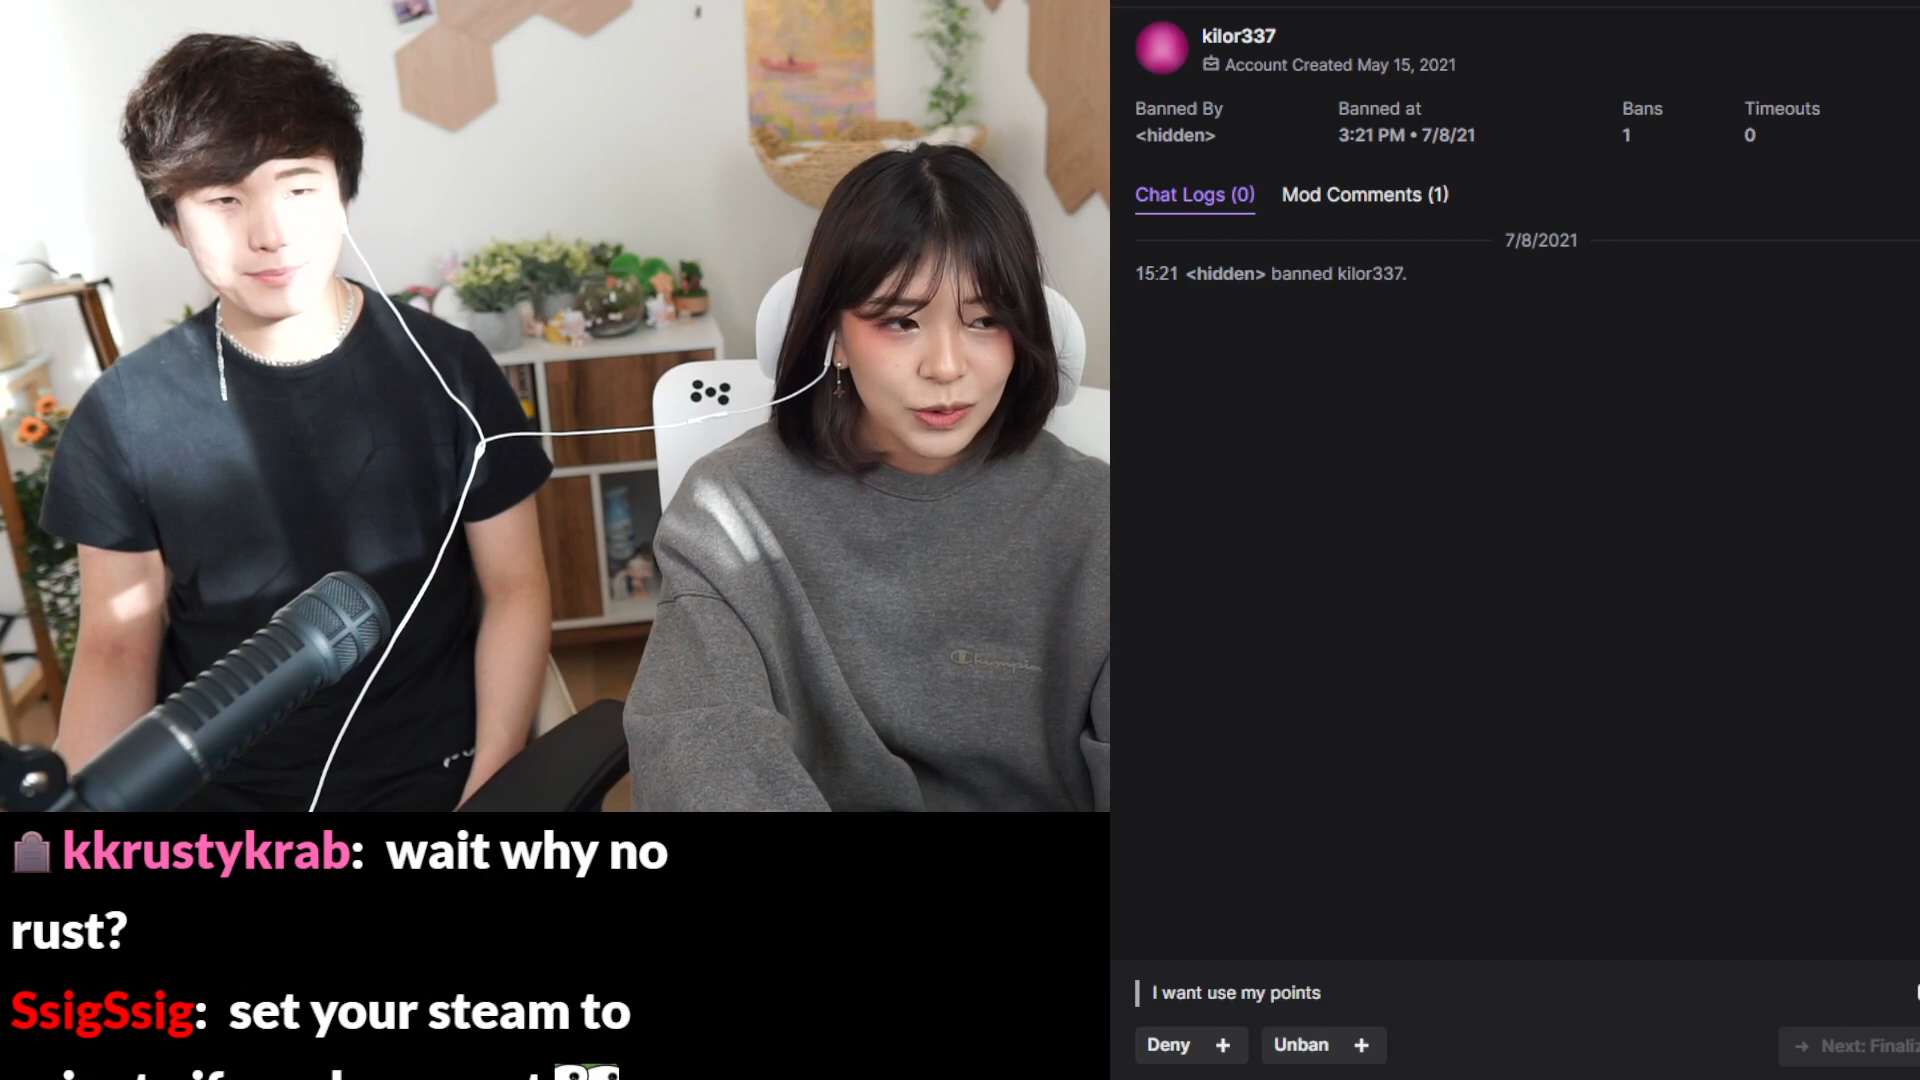 kilor337
Account Created May 15, 2021
Banned By
Banned at
Bans
Timeouts
<hidden>
3:21 PM • 7/8/21
1
0
Chat Logs (0)
Mod Comments (1)
7/8/2021
15:21 <hidden> banned kilor337.
Champion
kkrustykrab: wait why no
rust?
SsigSsig: set your steam to
I want use my points
Deny +
Unban +
Next: